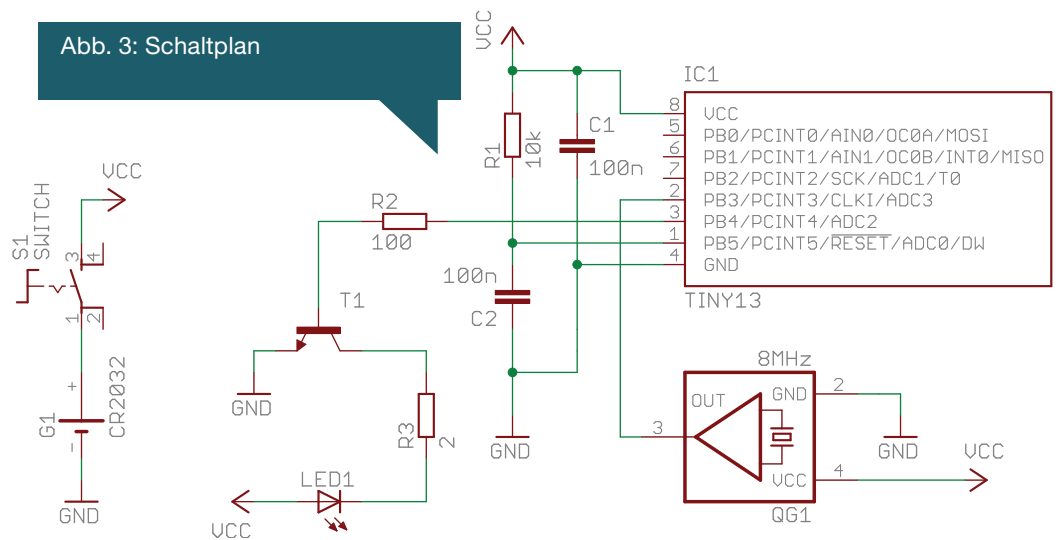 Abb. 3: Schaltplan
VCC
IC1
8 VCC
5 PB0/PCINT0/AIN0/OC0A/MOSI
6 PB1/PCINT1/AIN1/OC0B/INT0/MISO
7 PB2/PCINT2/SCK/ADC1/T0
2 PB3/PCINT3/CLKI/ADC3
3 PB4/PCINT4/ADC2
1 PB5/PCINT5/RESET/ADC0/DW
4 GND
TINY13
R1
10k
C1
100n
R2
100
100n
C2
GND
VCC
S1
SWITCH
3
4
1
2
+
G1
CR2032
-
GND
T1
GND
R3
2
LED1
VCC
8MHz
OUT
GND
2
3
VCC
4
QG1
GND
VCC